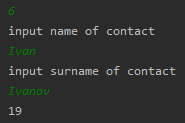 6
input name of contact
Ivan
input surname of contact
Ivanov
19